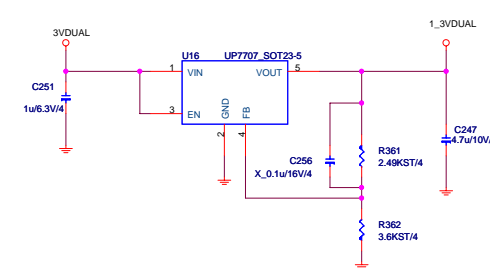 3VDUAL
1_3VDUAL
U16 UP7707_SOT23-5
1 VIN VOUT 5
C251
1u/6.3V/4
3 EN
GND
FB
2
4
C247
4.7u/10V/
R361
2.49KST/4
C256
X_0.1u/16V/4
R362
3.6KST/4